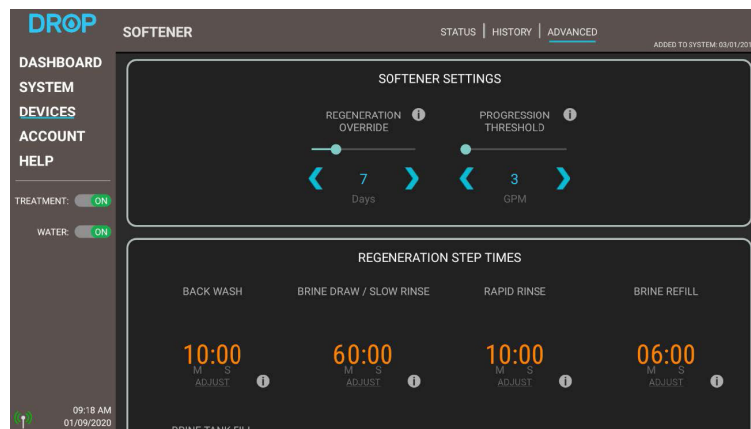 DROP
SOFTENER
STATUS | HISTORY | ADVANCED
ADDED TO SYSTEM: 03/01/201
DASHBOARD
SYSTEM
DEVICES
ACCOUNT
HELP
TREATMENT: ON
WATER: ON
09:18 AM
01/09/2020
SOFTENER SETTINGS
REGENERATION
OVERRIDE
7
Days
PROGRESSION
THRESHOLD
3
GPM
REGENERATION STEP TIMES
BACK WASH
10:00
M S
ADJUST
BRINE DRAW / SLOW RINSE
60:00
M S
ADJUST
RAPID RINSE
10:00
M S
ADJUST
BRINE REFILL
06:00
M S
ADJUST
BRINE TANK FILL